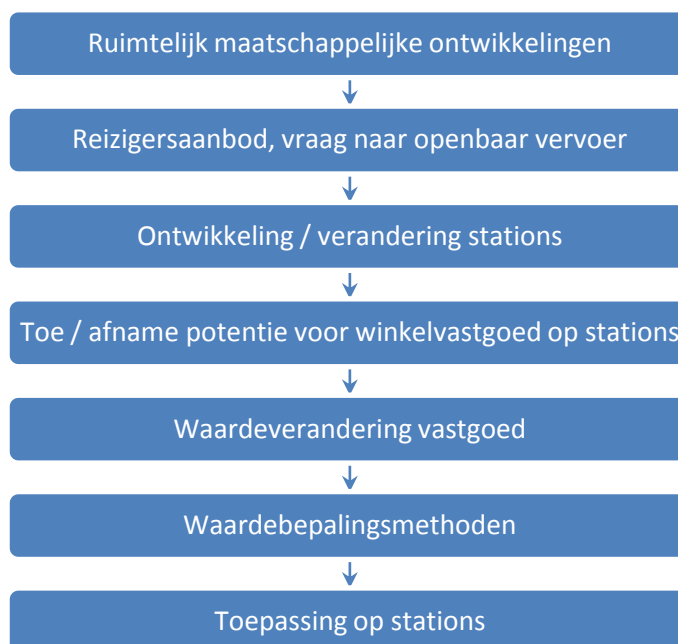 Ruimtelijk maatschappelijke ontwikkelingen
Reizigersaanbod, vraag naar openbaar vervoer
Ontwikkeling / verandering stations
Toe / afname potentie voor winkelvastgoed op stations
Waardeverandering vastgoed
Waardebepalingsmethoden
Toepassing op stations